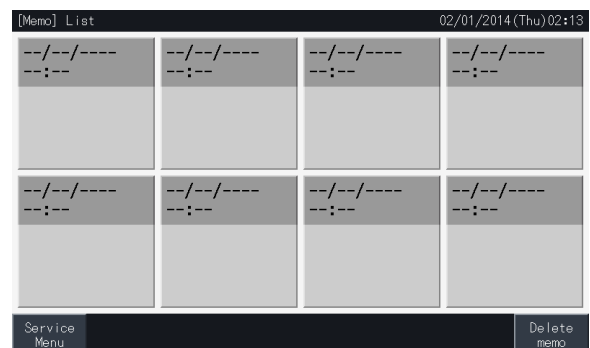 [Memo] List 02/01/2014(Thu)02:13
--/--/---- --/--/---- --/--/---- --/--/----
--:-- --:-- --:-- --:--
--/--/---- --/--/---- --/--/---- --/--/----
--:-- --:-- --:-- --:--
Service Delete
Menu memo